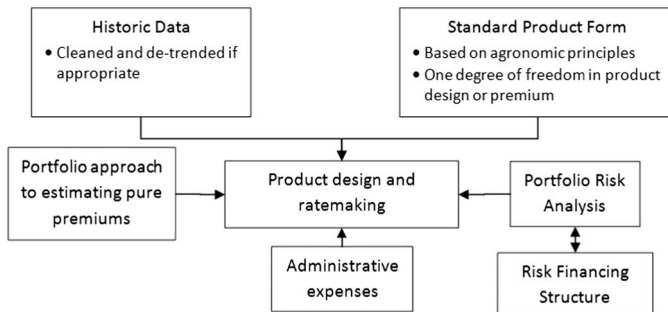 Historic Data
• Cleaned and de-trended if
appropriate
Standard Product Form
• Based on agronomic principles
• One degree of freedom in product
design or premium
Portfolio approach
to estimating pure
premiums
Product design and
ratemaking
Portfolio Risk
Analysis
Administrative
expenses
Risk Financing
Structure